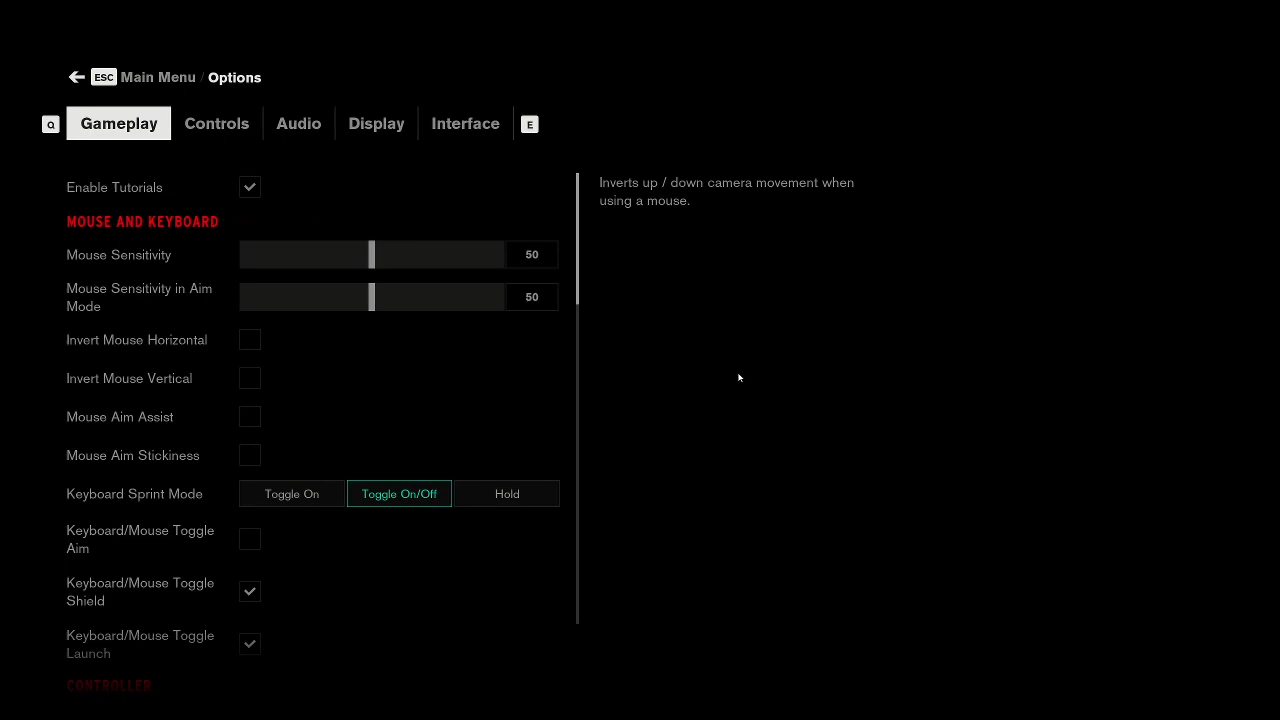 ESC Main Menu / Options
Q Gameplay Controls Audio Display Interface E
Enable Tutorials
Inverts up / down camera movement when
using a mouse.
MOUSE AND KEYBOARD
Mouse Sensitivity 50
Mouse Sensitivity in Aim
Mode 50
Invert Mouse Horizontal
Invert Mouse Vertical
Mouse Aim Assist
Mouse Aim Stickiness
Keyboard Sprint Mode Toggle On Toggle On/Off Hold
Keyboard/Mouse Toggle
Aim
Keyboard/Mouse Toggle
Shield
Keyboard/Mouse Toggle
Launch
CONTROLLER